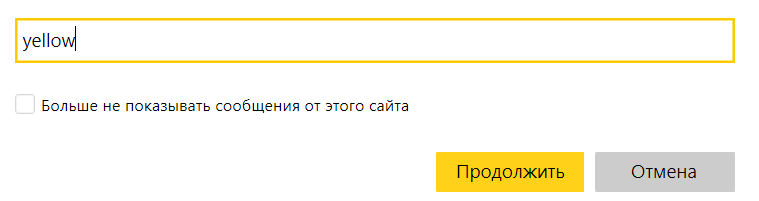 yellow
Больше не показывать сообщения от этого сайта
Продолжить Отмена